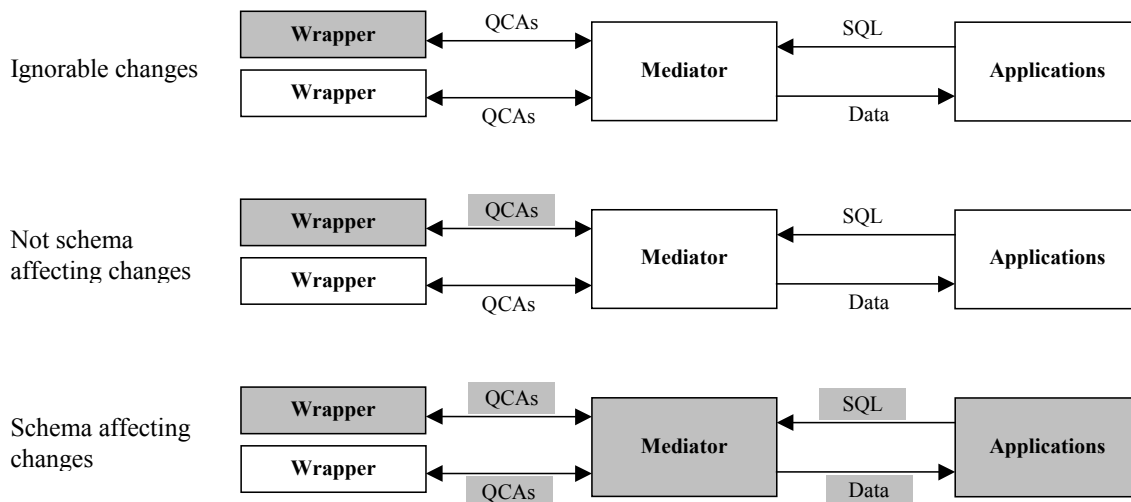 Ignorable changes
Wrapper
Wrapper
QCAs
QCAs
Mediator
SQL
Data
Applications
Not schema
affecting changes
Wrapper
Wrapper
QCAs
QCAs
Mediator
SQL
Data
Applications
Schema affecting
changes
Wrapper
Wrapper
QCAs
QCAs
Mediator
SQL
Data
Applications